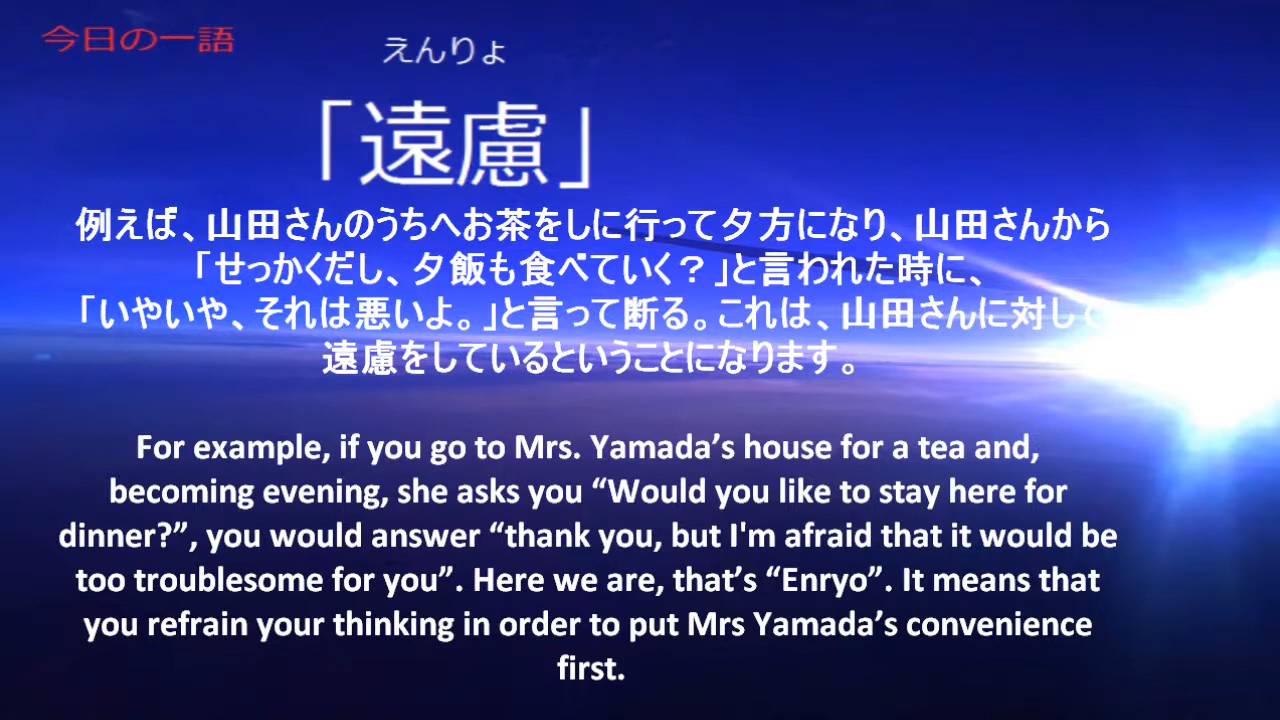 今日の一語
えんりょ
「遠慮」
例えば、山田さんのうちへお茶をしに行って夕方になり、山田さんから
「せっかくだし、夕飯も食べていく？」と言われた時に、
「いやいや、それは悪いよ。」と言って断る。これは、山田さんに対して
遠慮をしているということになります。
For example, if you go to Mrs. Yamada’s house for a tea and,
becoming evening, she asks you “Would you like to stay here for
dinner?”, you would answer “thank you, but I'm afraid that it would be
too troublesome for you”. Here we are, that’s “Enryo”. It means that
you refrain your thinking in order to put Mrs Yamada’s convenience
first.